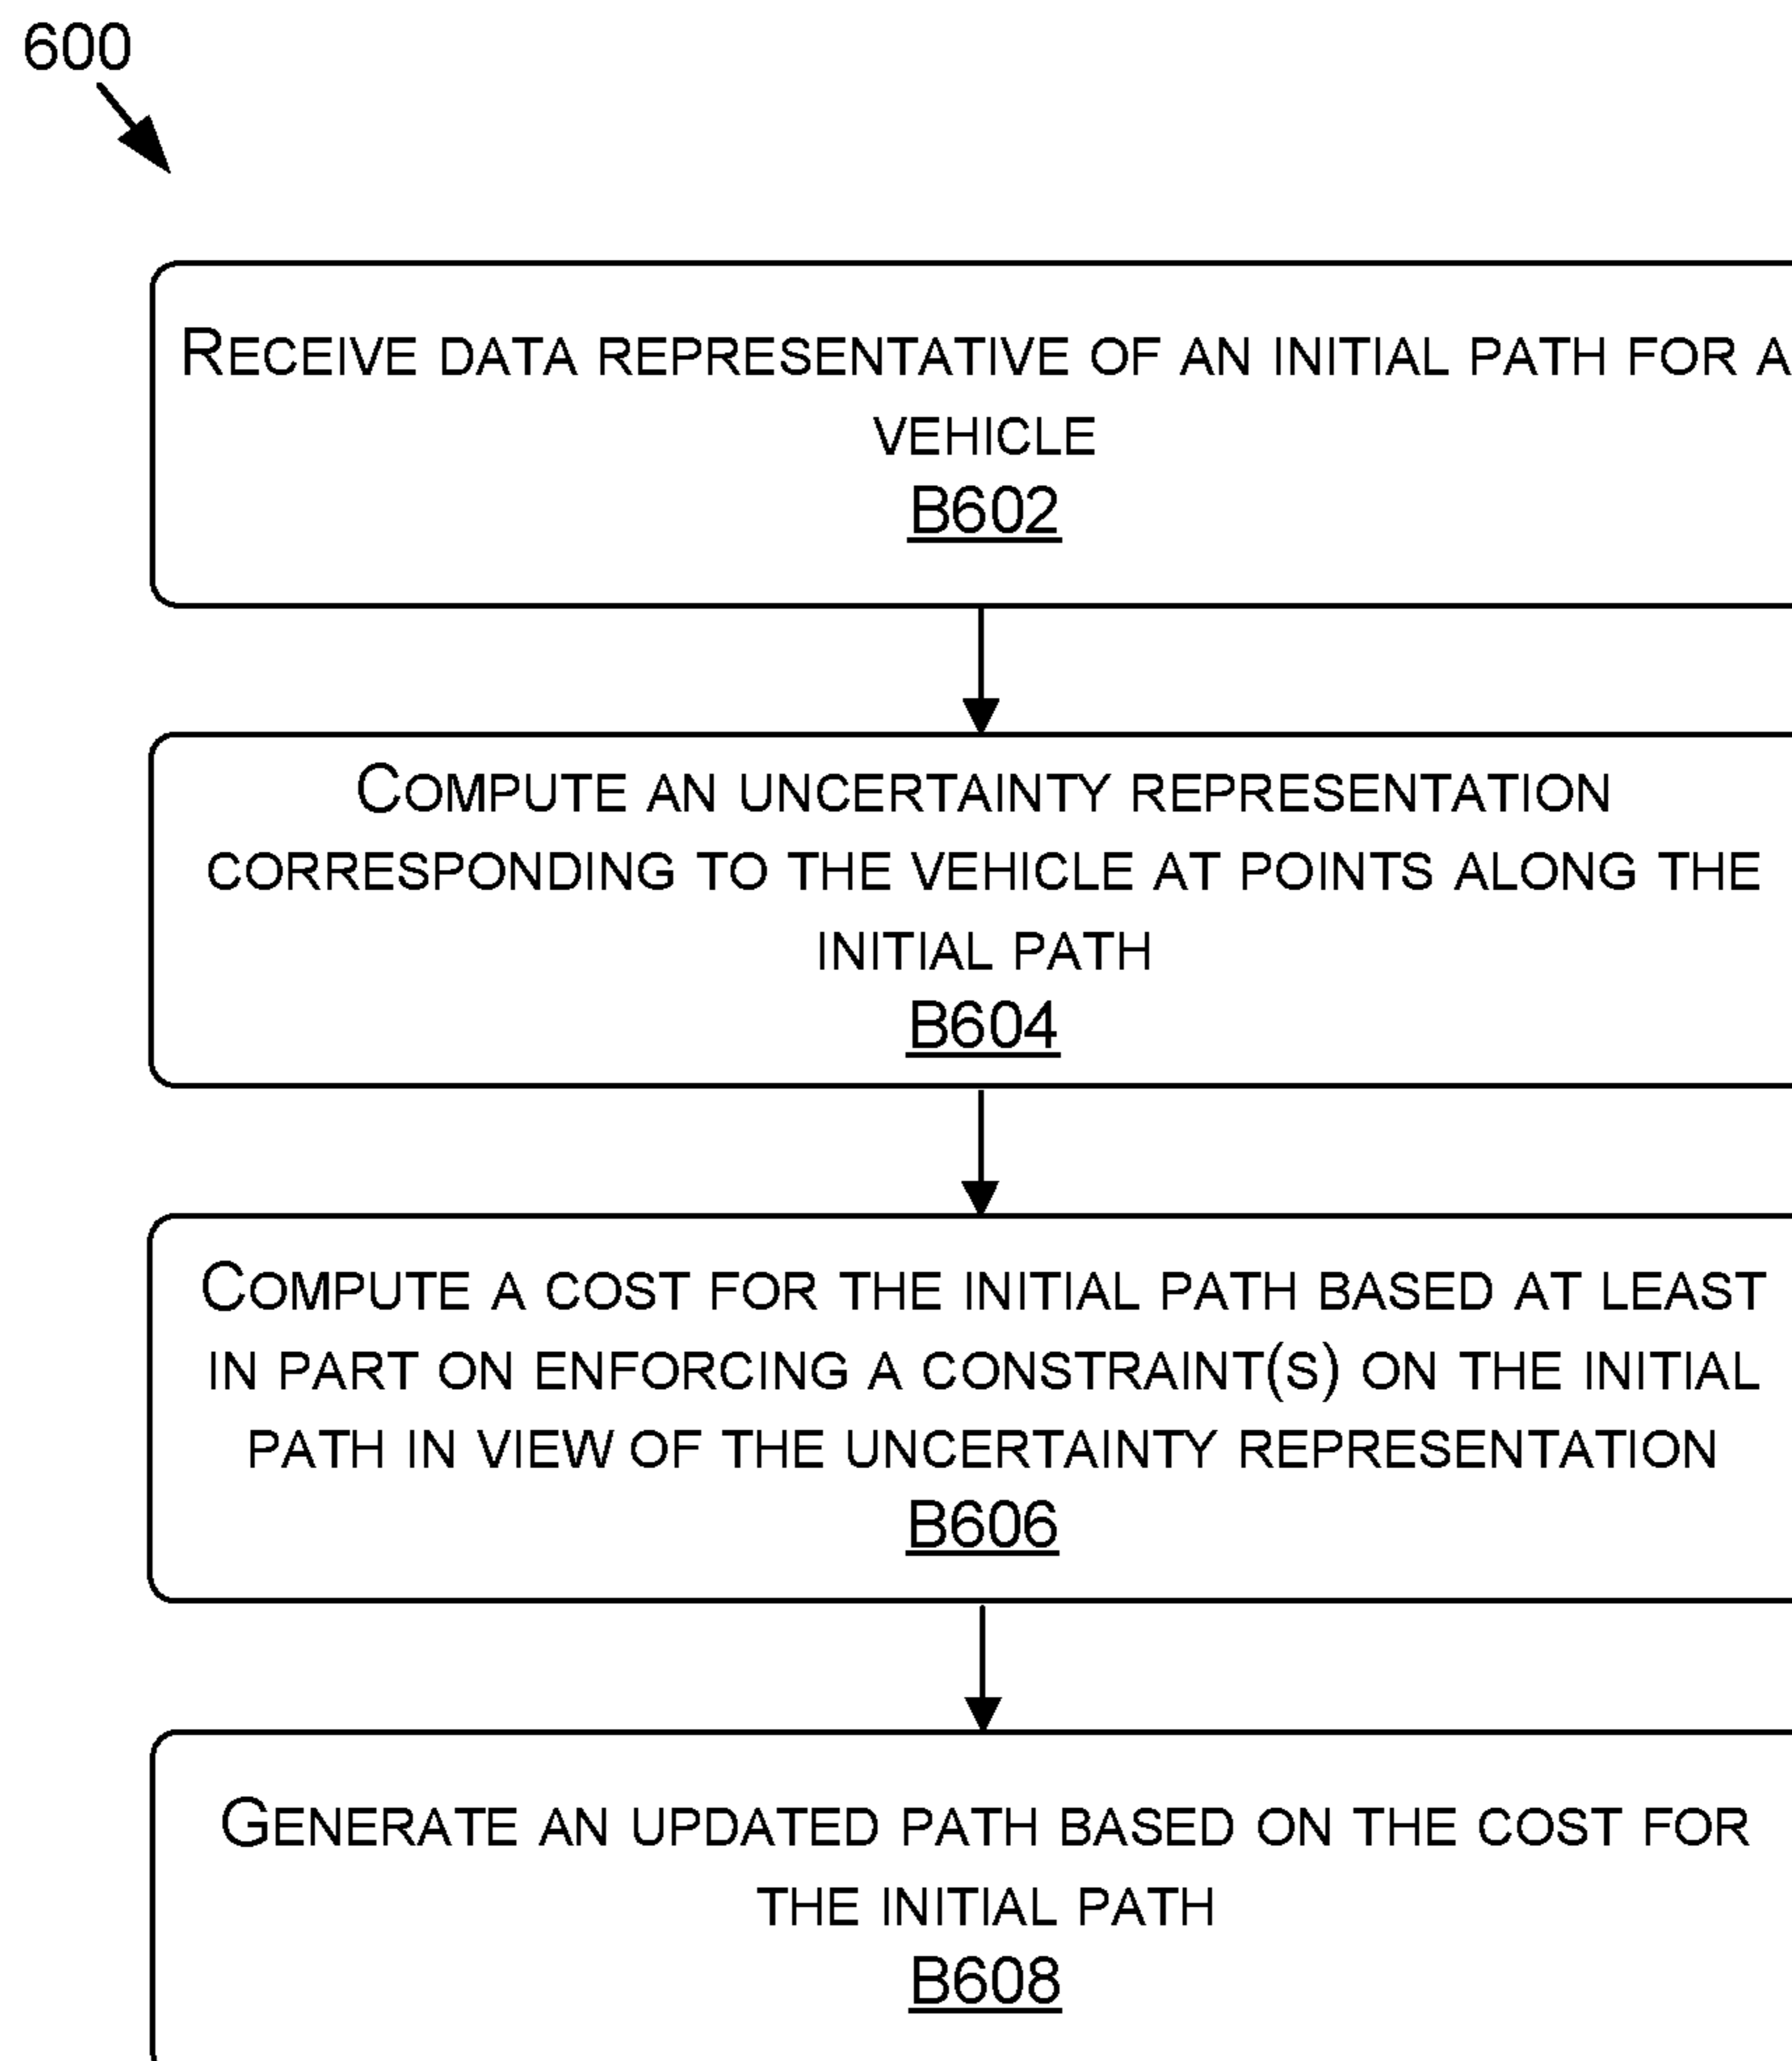 600
RECEIVE DATA REPRESENTATIVE OF AN INITIAL PATH FOR A
VEHICLE
B602
COMPUTE AN UNCERTAINTY REPRESENTATION
CORRESPONDING TO THE VEHICLE AT POINTS ALONG THE
INITIAL PATH
B604
COMPUTE A COST FOR THE INITIAL PATH BASED AT LEAST
IN PART ON ENFORCING A CONSTRAINT(S) ON THE INITIAL
PATH IN VIEW OF THE UNCERTAINTY REPRESENTATION
B606
GENERATE AN UPDATED PATH BASED ON THE COST FOR
THE INITIAL PATH
B608